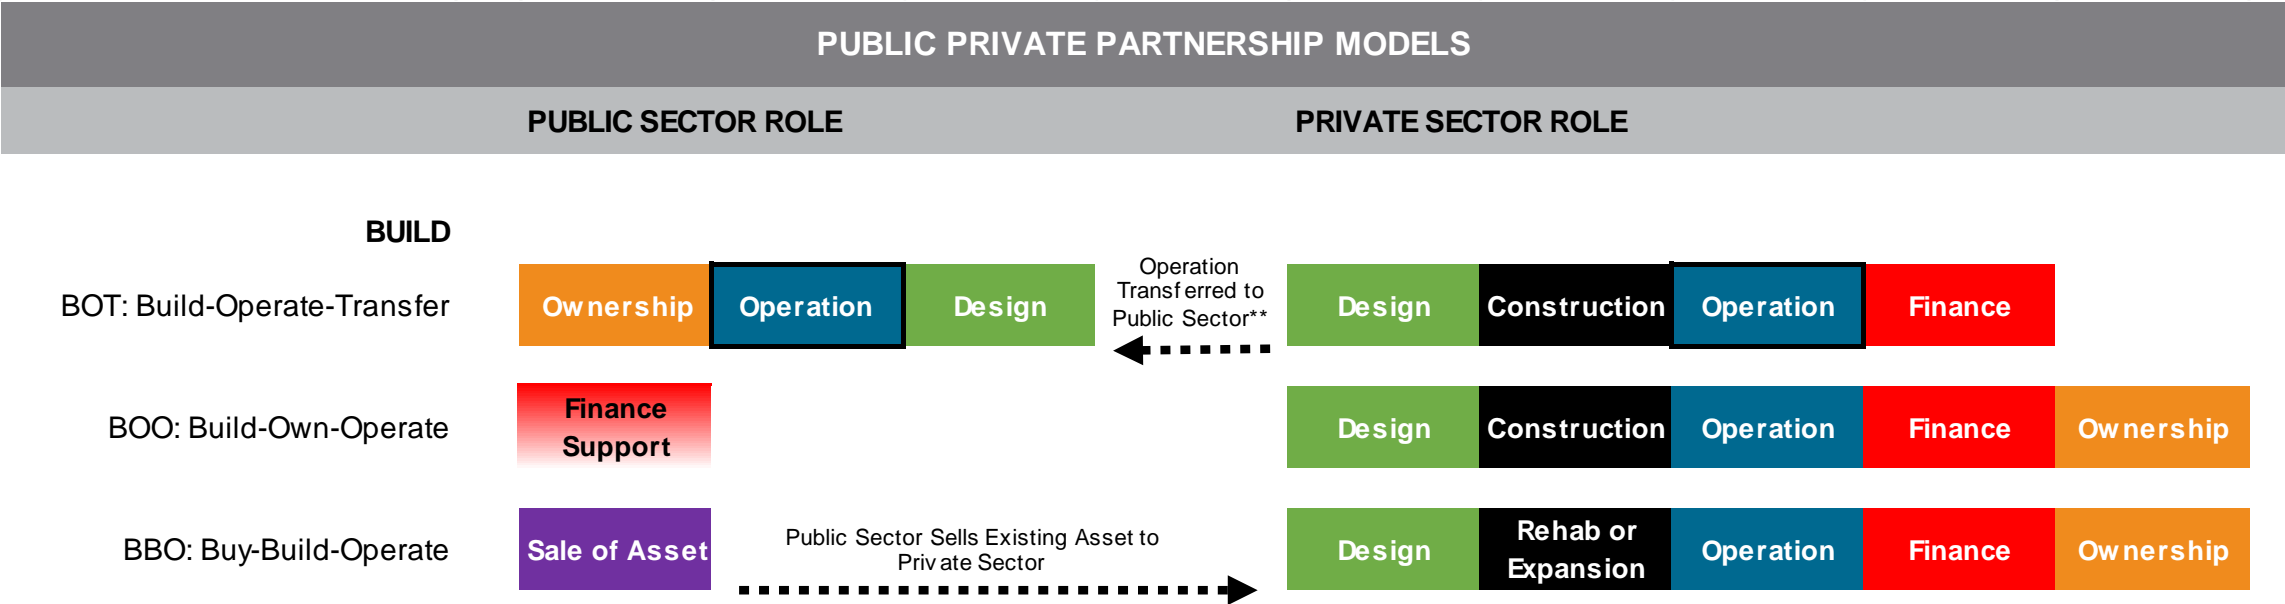 PUBLIC PRIVATE PARTNERSHIP MODELS
PUBLIC SECTOR ROLE
PRIVATE SECTOR ROLE
BUILD
BOT: Build-Operate-Transfer
Ownership
Operation
Design
Operation
Transferred to
Public Sector**
Design
Construction
Operation
Finance
BOO: Build-Own-Operate
Finance
Support
Design
Construction
Operation
Finance
Ownership
BBO: Buy-Build-Operate
Sale of Asset
Public Sector Sells Existing Asset to
Private Sector
Design
Rehab or
Expansion
Operation
Finance
Ownership